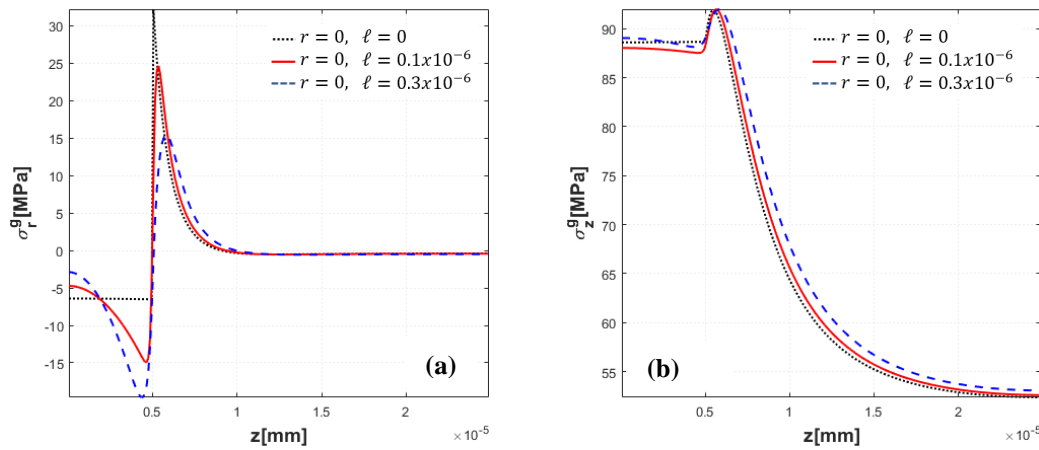 30
25
20
15
10
5
0
-5
-10
-15
σ_r^g[MPa]
r = 0, ℓ = 0
r = 0, ℓ = 0.1x10⁻⁶
r = 0, ℓ = 0.3x10⁻⁶
(a)
0.5 1 1.5 2
z[mm]
×10⁻⁵
90
85
80
75
70
65
60
55
σ_z^g[MPa]
r = 0, ℓ = 0
r = 0, ℓ = 0.1x10⁻⁶
r = 0, ℓ = 0.3x10⁻⁶
(b)
0.5 1 1.5 2
z[mm]
×10⁻⁵